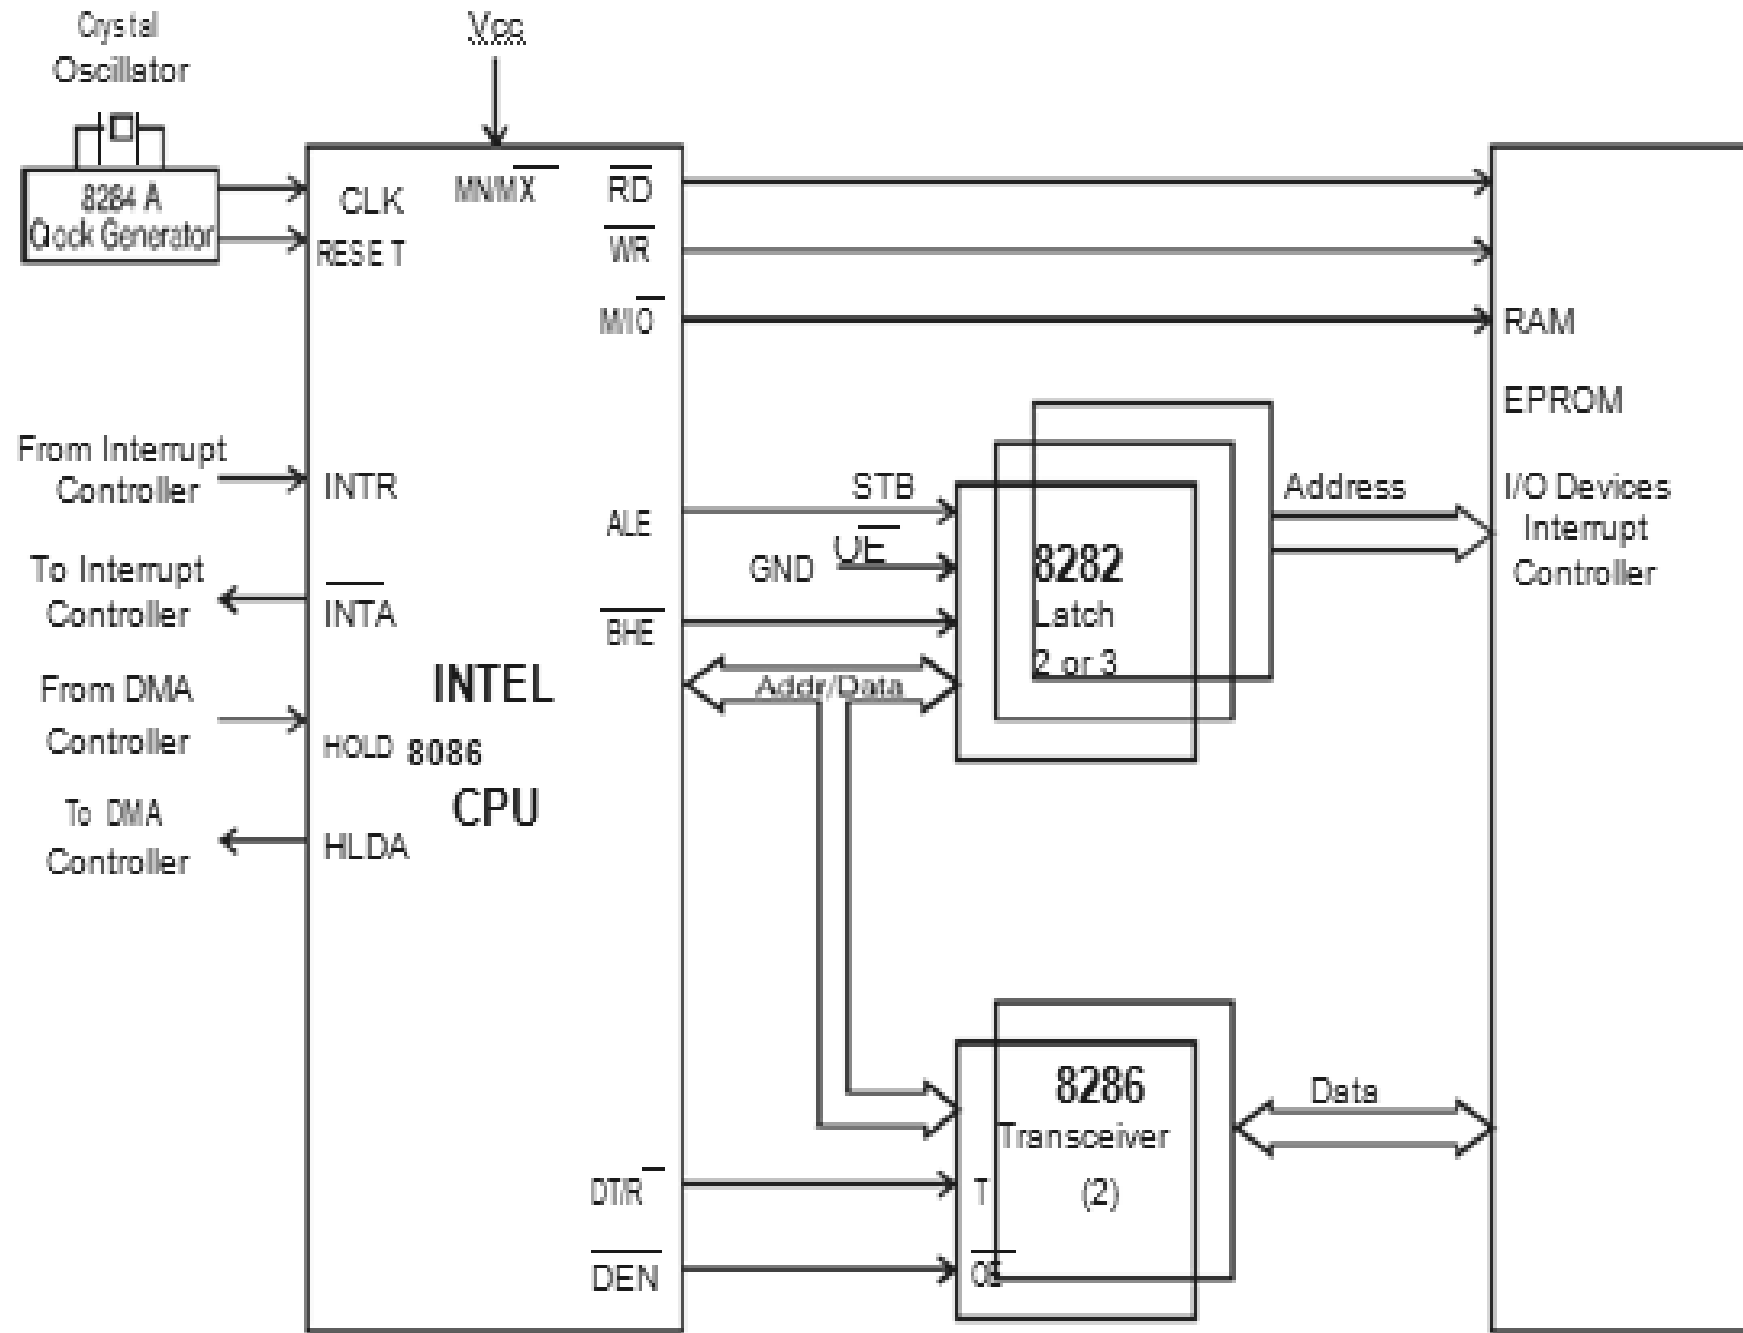 Crystal
Oscillator
Vcc
8284 A
Clock Generator
CLK
RESET
MN/MX
RD
WR
M/IO
RAM
EPROM
I/O Devices
Interrupt
Controller
From Interrupt
Controller
INTR
To Interrupt
Controller
INTA
From DMA
Controller
HOLD
To DMA
Controller
HLDA
INTEL
8086
CPU
ALE
STB
GND
OE
BHE
Addr/Data
8282
Latch
2 or 3
Address
8286
Transceiver
(2)
Data
DT/R
T
DEN
OE